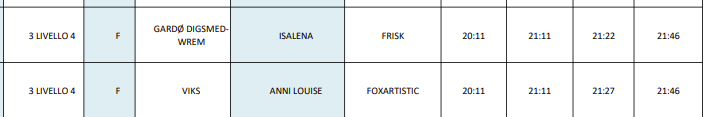 3 LIVELLO 4 F GARDØ DIGSMED-WREM ISALENA FRISK 20:11 21:11 21:22 21:46
3 LIVELLO 4 F VIKS ANNI LOUISE FOXARTISTIC 20:11 21:11 21:27 21:46